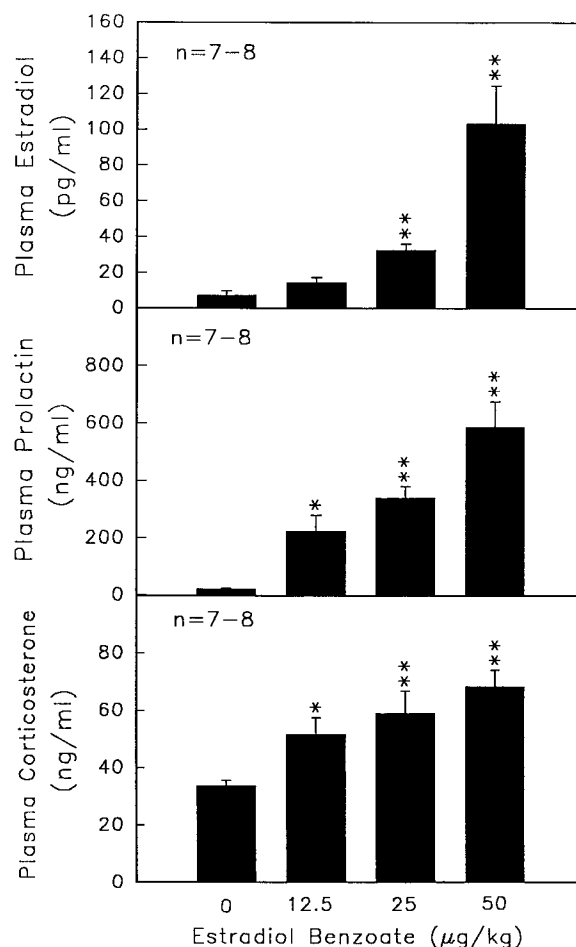 Plasma Estradiol
(pg/ml)
160
140
120
100
80
60
40
20
0
n=7-8
**
**
Plasma Prolactin
(ng/ml)
800
600
400
200
0
n=7-8
*
**
**
Plasma Corticosterone
(ng/ml)
80
60
40
20
0
n=7-8
*
**
**
0 12.5 25 50
Estradiol Benzoate (μg/kg)